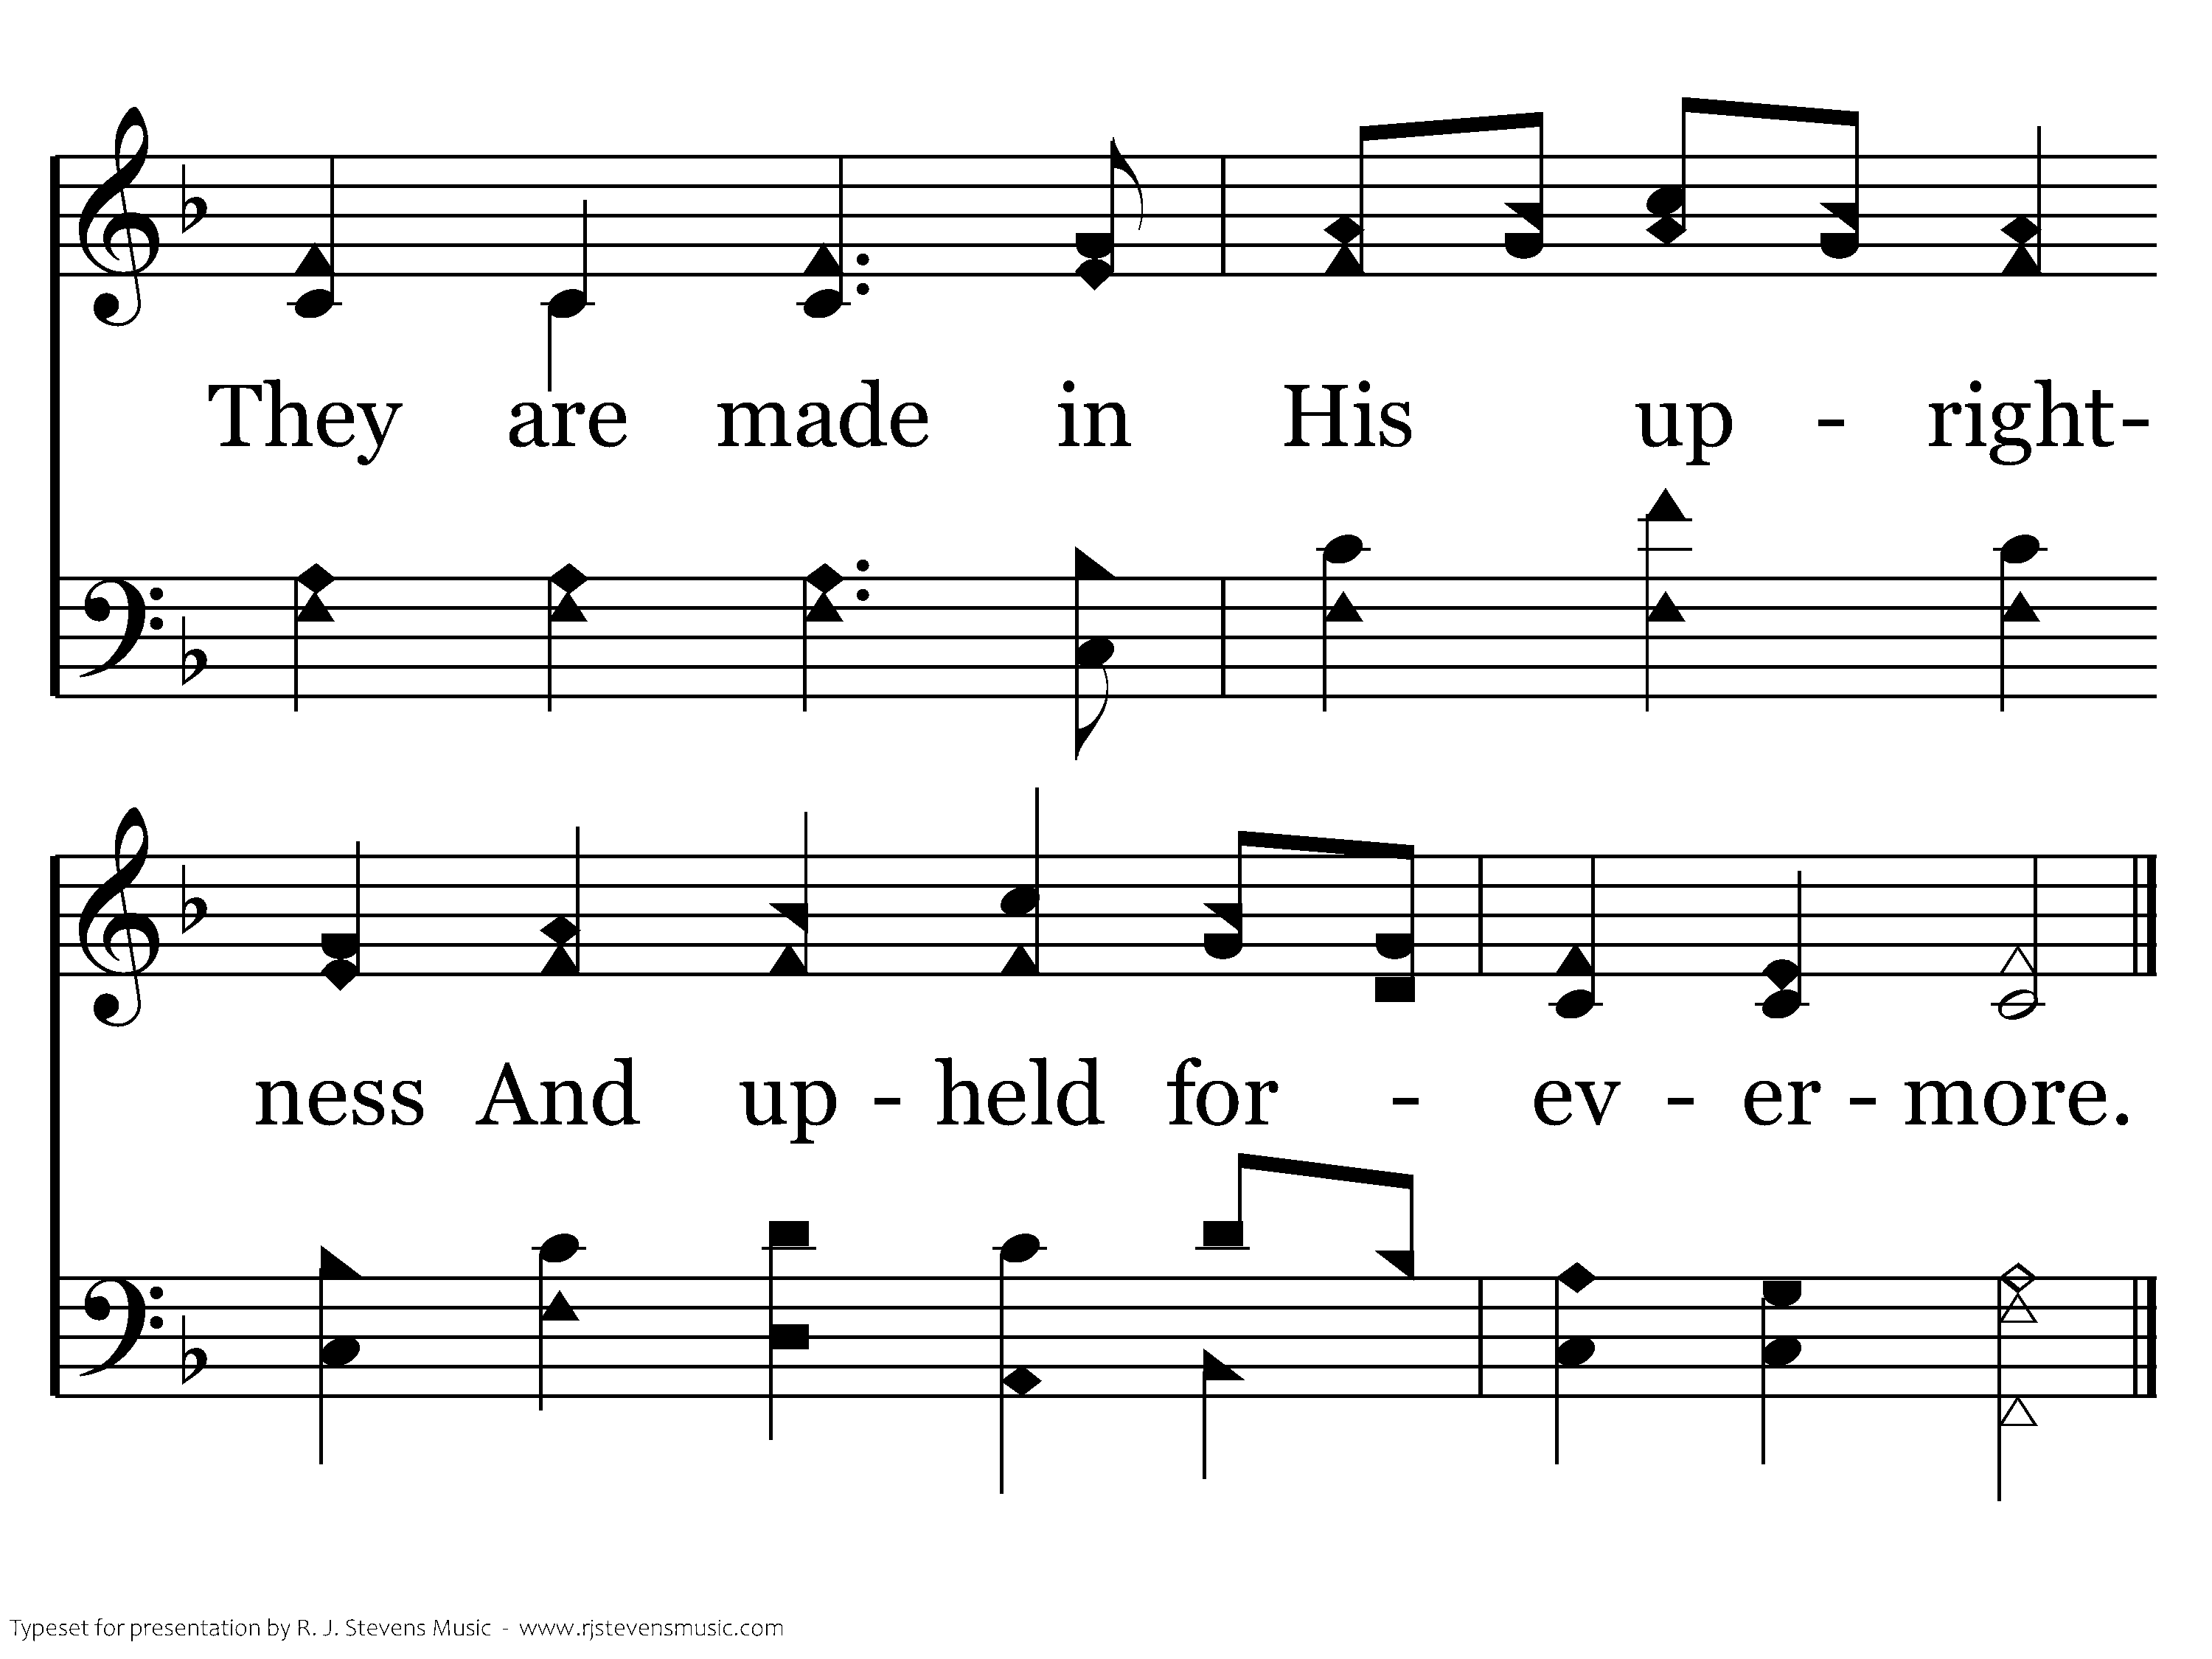 They are made in His up - right-
ness And up - held for - ev - er - more.
Typeset for presentation by R. J. Stevens Music - www.rjstevensmusic.com